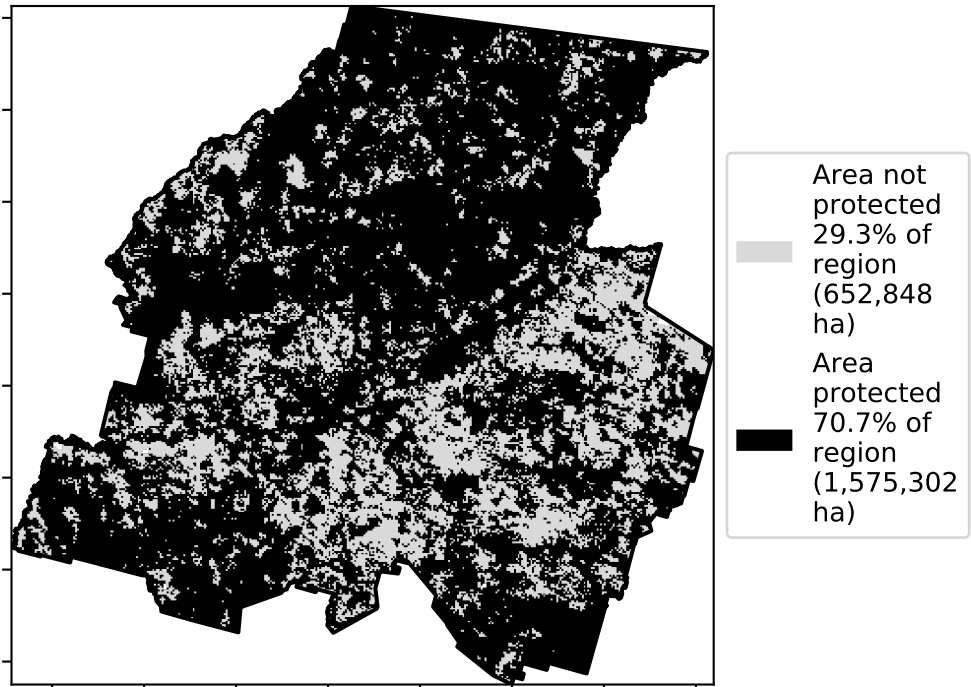 Area not
protected
29.3% of
region
(652,848
ha)
Area
protected
70.7% of
region
(1,575,302
ha)